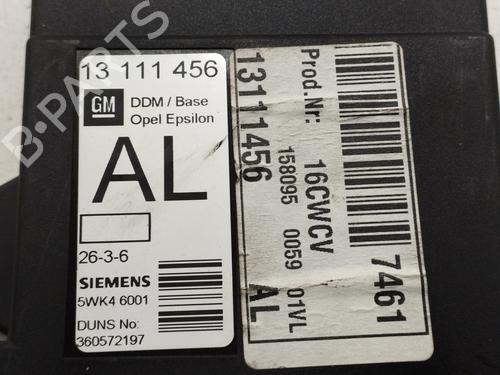 13 111 456
GM
DDM / Base
Opel Epsilon
AL
26-3-6
SIEMENS
5WK4 6001
DUNS No:
360572197
Prod.Nr: 16CWCV 7461
158095 0059 01VL
13111456 AL
B-PARTS